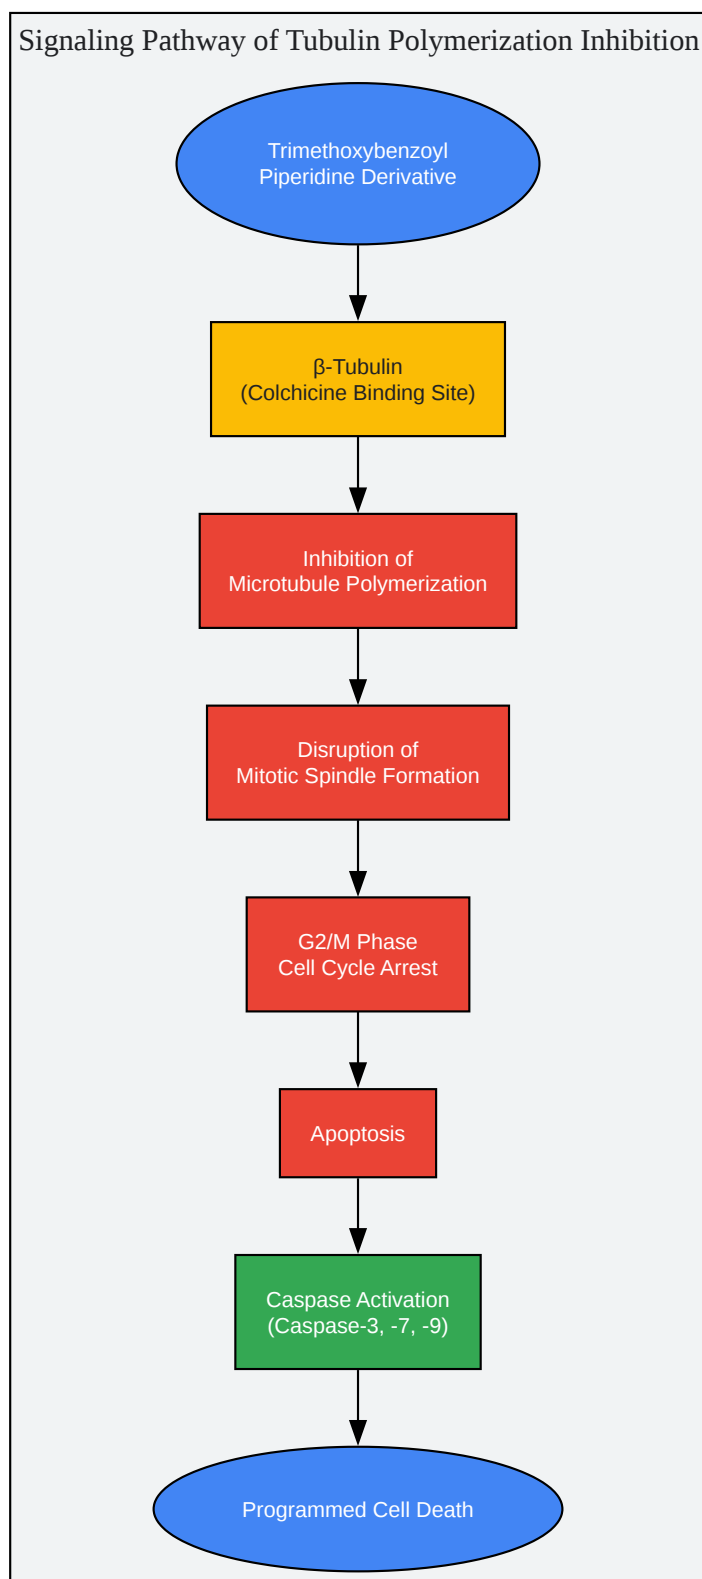 Signaling Pathway of Tubulin Polymerization Inhibition
Trimethoxybenzoyl
Piperidine Derivative
β-Tubulin
(Colchicine Binding Site)
Inhibition of
Microtubule Polymerization
Disruption of
Mitotic Spindle Formation
G2/M Phase
Cell Cycle Arrest
Apoptosis
Caspase Activation
(Caspase-3, -7, -9)
Programmed Cell Death